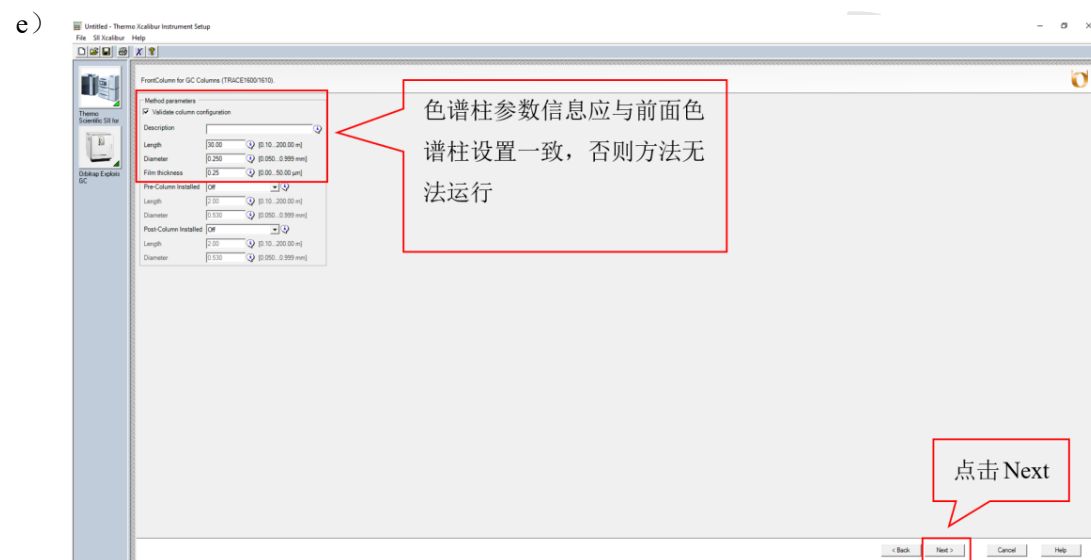 e）
Untitled - Thermo Xcalibur Instrument Setup
File SII Xcalibur Help
FrontColumn for GC Columns (TRACE1600/1610).
Thermo
Scientific SII for
Orbitrap Exploris
GC
Method parameters
Validate column configuration
Description
Length 30.00 [0.10...200.00 m]
Diameter 0.250 [0.050...0.999 mm]
Film thickness 0.25 [0.00...50.00 µm]
Pre-Column Installed Off
Length 2.00 [0.10...200.00 m]
Diameter 0.530 [0.050...0.999 mm]
Post-Column Installed Off
Length 2.00 [0.10...200.00 m]
Diameter 0.530 [0.050...0.999 mm]
色谱柱参数信息应与前面色
谱柱设置一致，否则方法无
法运行
点击 Next
< Back Next > Cancel Help